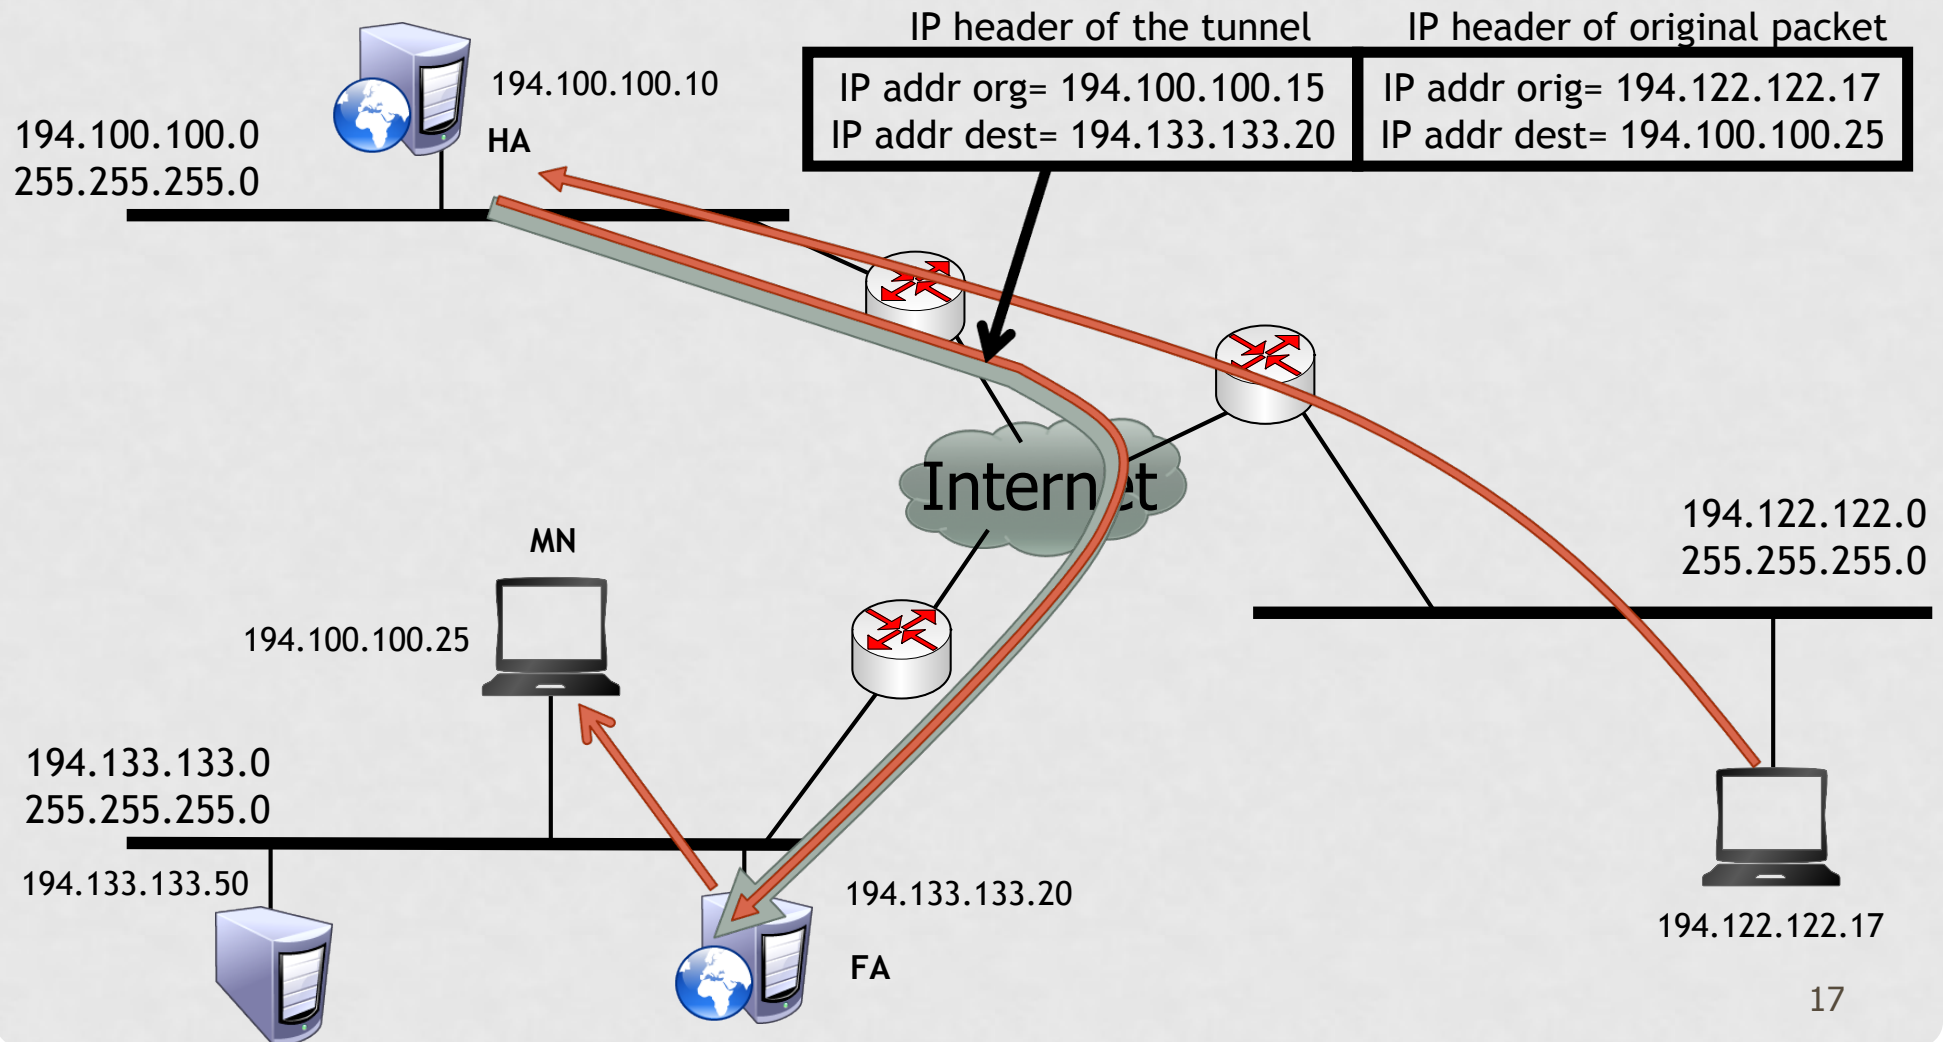 IP header of the tunnel
IP header of original packet
IP addr org= 194.100.100.15
IP addr dest= 194.133.133.20
IP addr orig= 194.122.122.17
IP addr dest= 194.100.100.25
194.100.100.10
HA
194.100.100.0
255.255.255.0
Internet
194.122.122.0
255.255.255.0
MN
194.100.100.25
194.133.133.0
255.255.255.0
194.133.133.50
194.133.133.20
FA
194.122.122.17
17